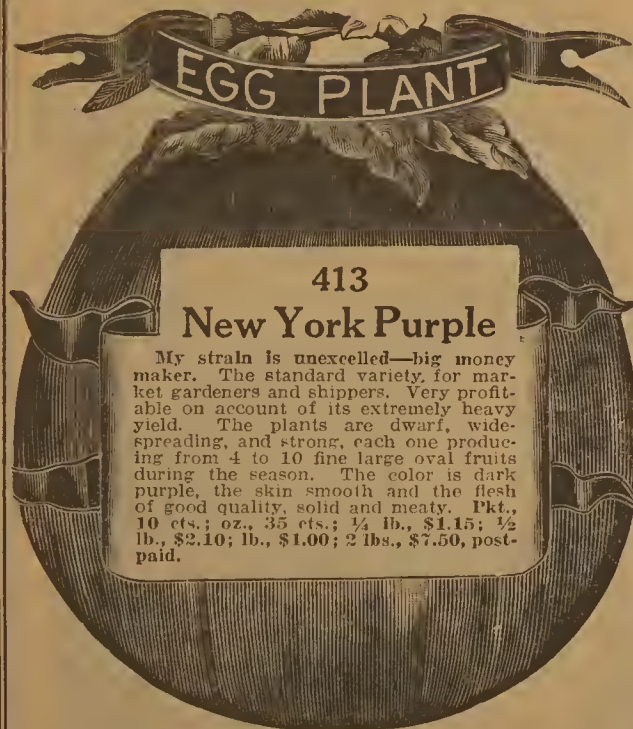 EGG PLANT
413
New York Purple
My strain is unexcelled—big money
maker. The standard variety, for mar-
ket gardeners and shippers. Very profit-
able on account of its extremely heavy
yield. The plants are dwarf, wide-
spreading, and strong, each one produc-
ing from 4 to 10 fine large oval fruits
during the season. The color is dark
purple, the skin smooth and the flesh
of good quality, solid and meaty. Pkt.,
10 cts.; oz., 35 cts.; ¼ lb., $1.15; ½
lb., $2.10; lb., $1.00; 2 lbs., $7.50, post-
paid.